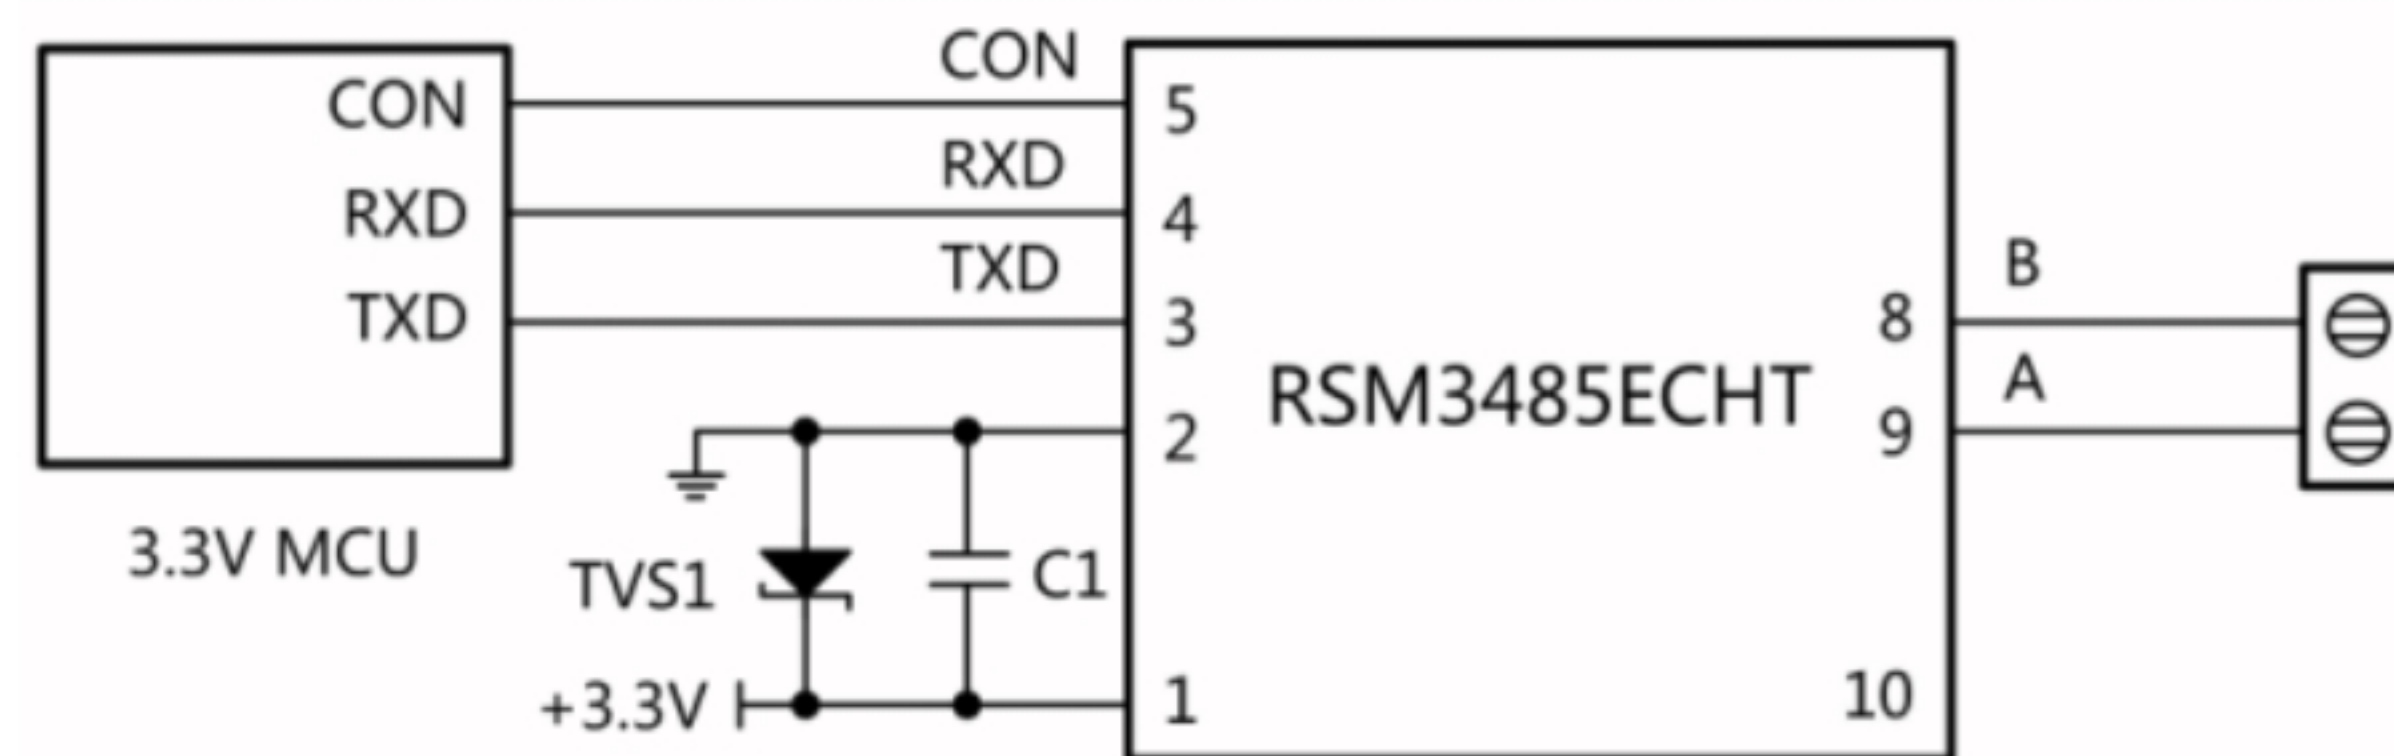 CON
RXD
TXD
3.3V MCU
CON
RXD
TXD
TVS1
C1
+3.3V
5
4
3
2
1
RSM3485ECHT
8
9
10
B
A